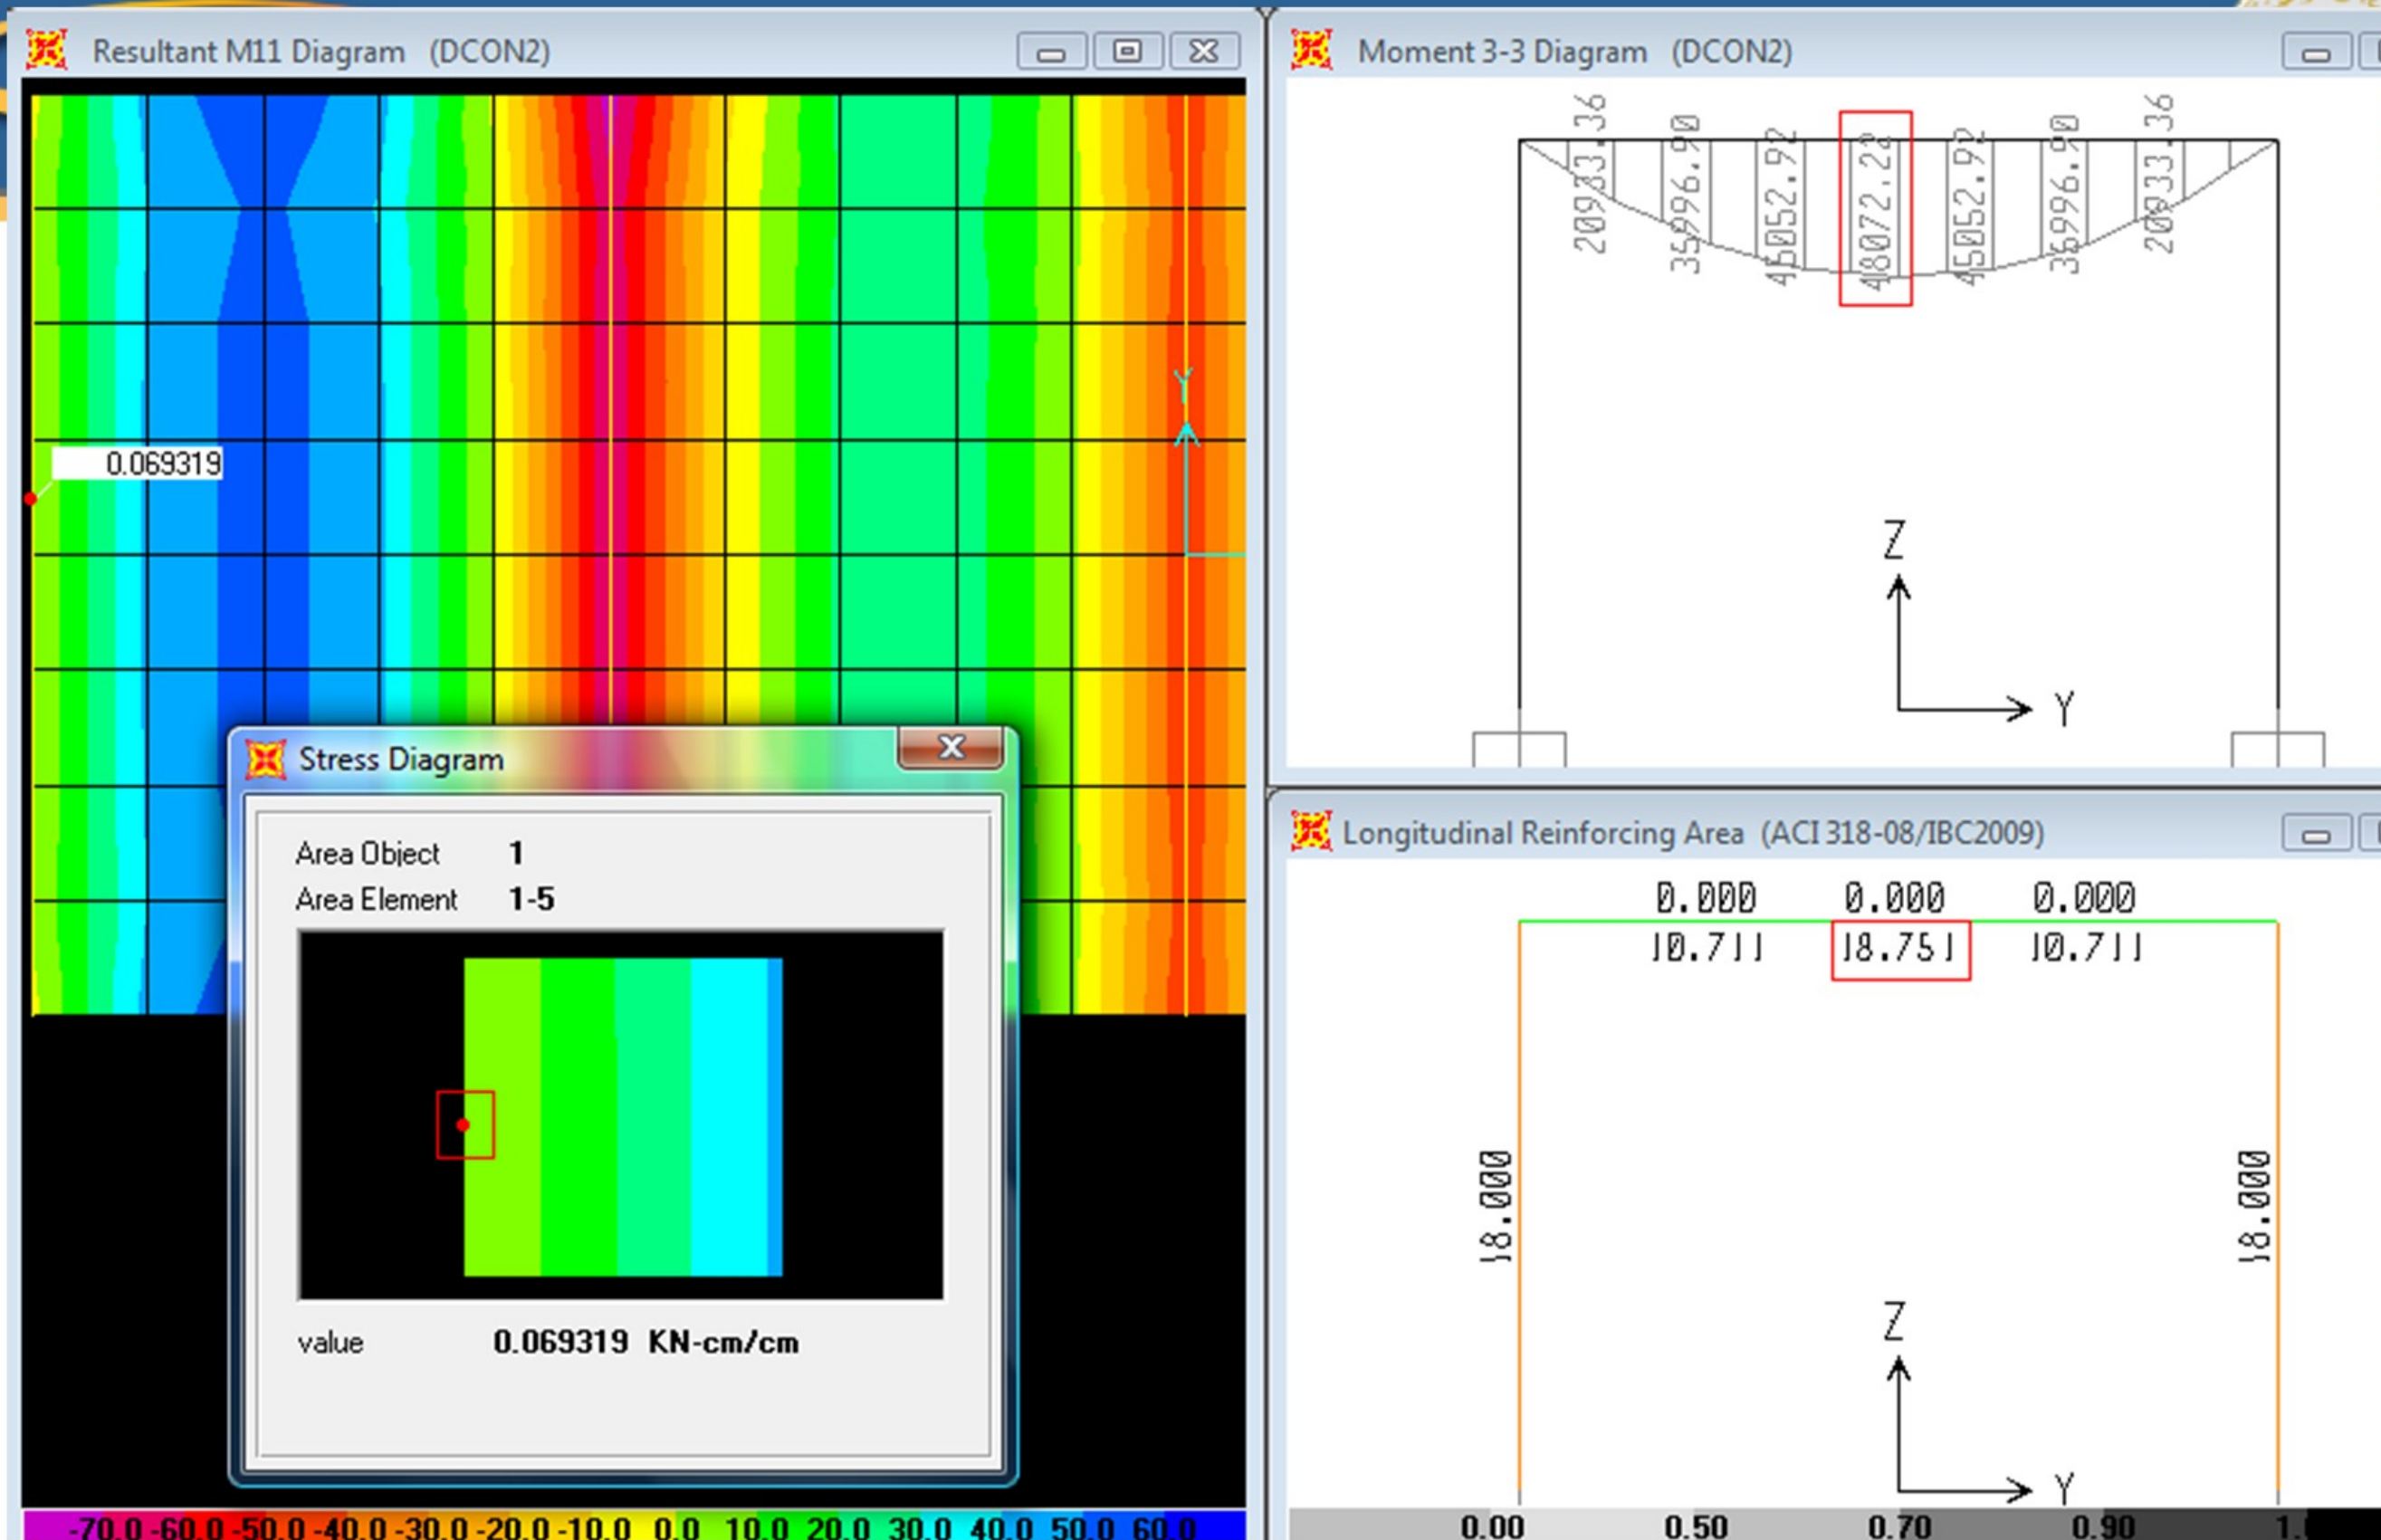 Resultant M11 Diagram (DCON2)
0.069319
Y
Stress Diagram
Area Object 1
Area Element 1-5
value 0.069319 KN-cm/cm
-70.0 -60.0 -50.0 -40.0 -30.0 -20.0 -10.0 0.0 10.0 20.0 30.0 40.0 50.0 60.0
Moment 3-3 Diagram (DCON2)
20933.36 35996.90 45052.92 48072.22 45052.92 35996.90 20933.36
Z
Y
Longitudinal Reinforcing Area (ACI 318-08/IBC2009)
0.000 0.000 0.000
10.711 18.751 10.711
18.000 18.000
Z
Y
0.00 0.50 0.70 0.90